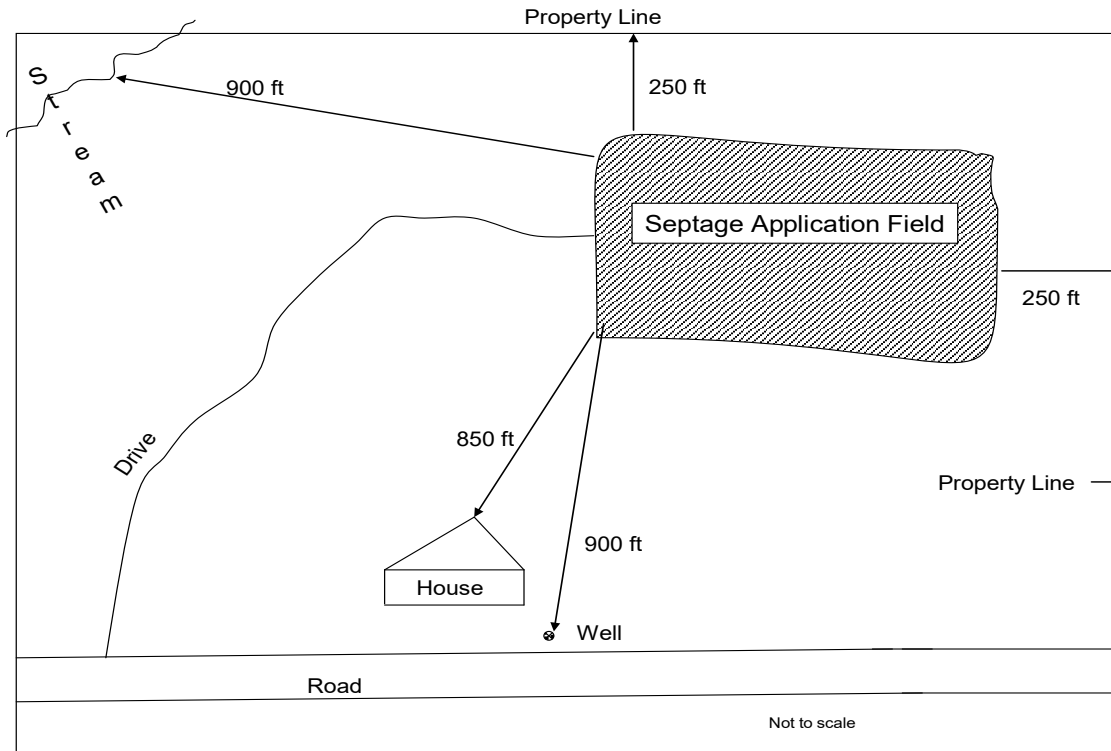 Property Line
Stream
900 ft
250 ft
Septage Application Field
250 ft
Drive
850 ft
Property Line
900 ft
House
Well
Road
Not to scale